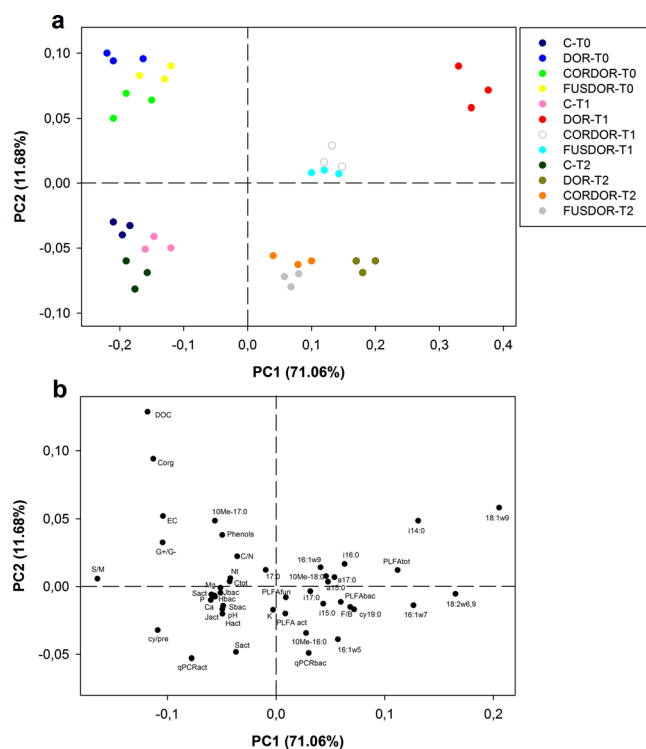 a
0,10
0,05
0,00
-0,05
-0,10
PC2 (11.68%)
-0,2
-0,1
0,0
0,1
0,2
0,3
0,4
PC1 (71.06%)
C-T0
DOR-T0
CORDOR-T0
FUSDOR-T0
C-T1
DOR-T1
CORDOR-T1
FUSDOR-T1
C-T2
DOR-T2
CORDOR-T2
FUSDOR-T2
b
0,10
0,05
0,00
-0,05
PC2 (11.68%)
DOC
Corg
EC
10Me-17:0
Phenols
G+/G-
C/N
S/M
Nt
Ctot
17:0
Mg
Sact
Jbac
P
Hbac
Ca
Sbac
Jact
pH
Hact
cy/pre
qPCRact
Sact
18:1w9
i14:0
i16:0
16:1w9
PLFAtot
10Me-18:0
a17:0
a15:0
PLFAfun
i17:0
PLFAbac
18:2w6,9
K
PLFA act
i15:0
F/B
cy19:0
16:1w7
10Me-16:0
16:1w5
qPCRbac
-0,1
0,0
0,1
0,2
PC1 (71.06%)